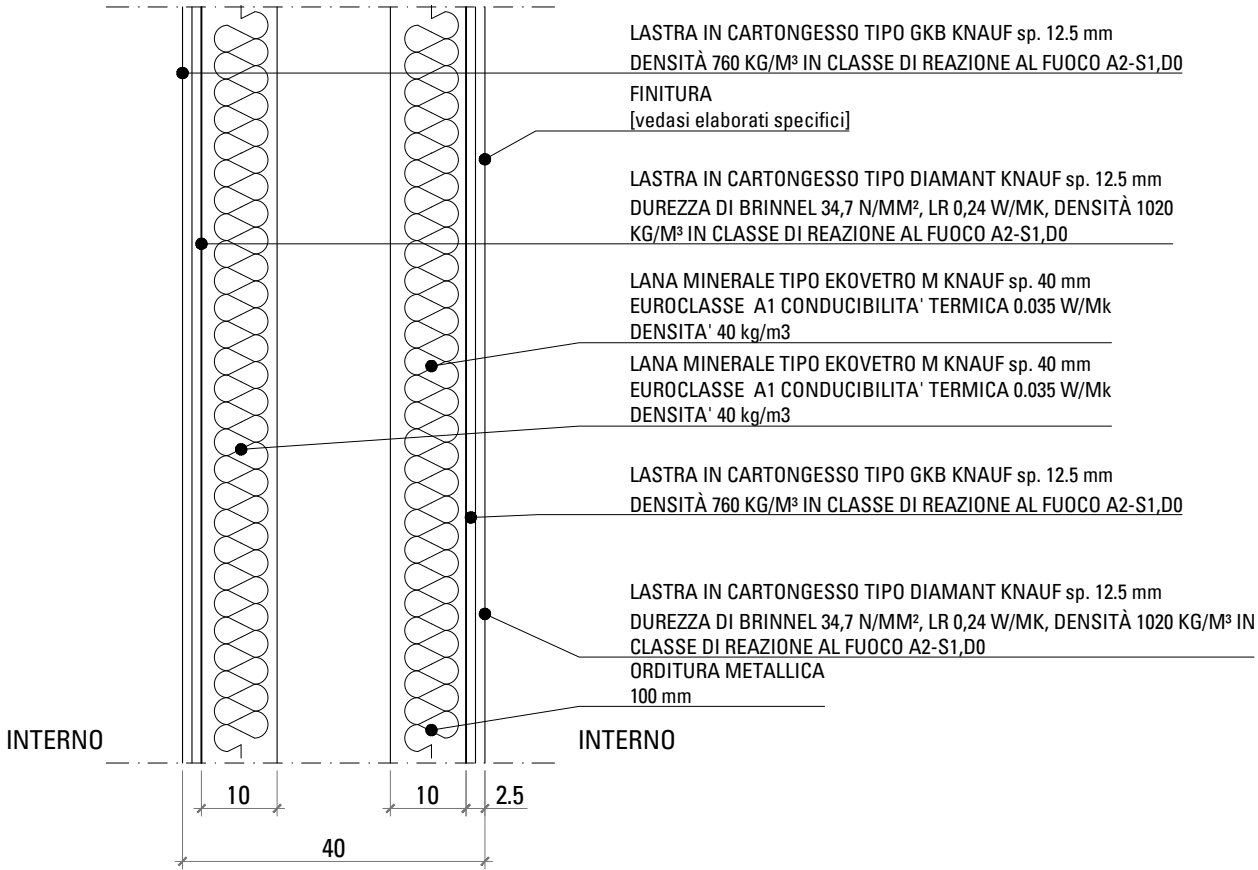 LASTRA IN CARTONGESSO TIPO GKB KNAUF sp. 12.5 mm
DENSITÀ 760 KG/M³ IN CLASSE DI REAZIONE AL FUOCO A2-S1,D0
FINITURA
[vedasi elaborati specifici]
LASTRA IN CARTONGESSO TIPO DIAMANT KNAUF sp. 12.5 mm
DUREZZA DI BRINNEL 34,7 N/MM², LR 0,24 W/MK, DENSITÀ 1020
KG/M³ IN CLASSE DI REAZIONE AL FUOCO A2-S1,D0
LANA MINERALE TIPO EKOVETRO M KNAUF sp. 40 mm
EUROCLASSE A1 CONDUCIBILITA' TERMICA 0.035 W/Mk
DENSITA' 40 kg/m3
LANA MINERALE TIPO EKOVETRO M KNAUF sp. 40 mm
EUROCLASSE A1 CONDUCIBILITA' TERMICA 0.035 W/Mk
DENSITA' 40 kg/m3
LASTRA IN CARTONGESSO TIPO GKB KNAUF sp. 12.5 mm
DENSITÀ 760 KG/M³ IN CLASSE DI REAZIONE AL FUOCO A2-S1,D0
LASTRA IN CARTONGESSO TIPO DIAMANT KNAUF sp. 12.5 mm
DUREZZA DI BRINNEL 34,7 N/MM², LR 0,24 W/MK, DENSITÀ 1020 KG/M³ IN
CLASSE DI REAZIONE AL FUOCO A2-S1,D0
ORDITURA METALLICA
100 mm
INTERNO
INTERNO
10
10
2.5
40